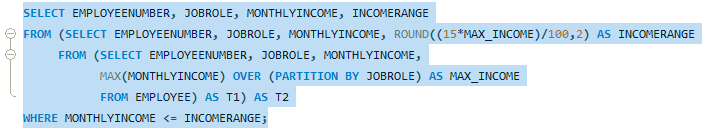 SELECT EMPLOYEENUMBER, JOBROLE, MONTHLYINCOME, INCOMERANGE
FROM (SELECT EMPLOYEENUMBER, JOBROLE, MONTHLYINCOME, ROUND((15*MAX_INCOME)/100,2) AS INCOMERANGE
FROM (SELECT EMPLOYEENUMBER, JOBROLE, MONTHLYINCOME,
MAX(MONTHLYINCOME) OVER (PARTITION BY JOBROLE) AS MAX_INCOME
FROM EMPLOYEE) AS T1) AS T2
WHERE MONTHLYINCOME <= INCOMERANGE;